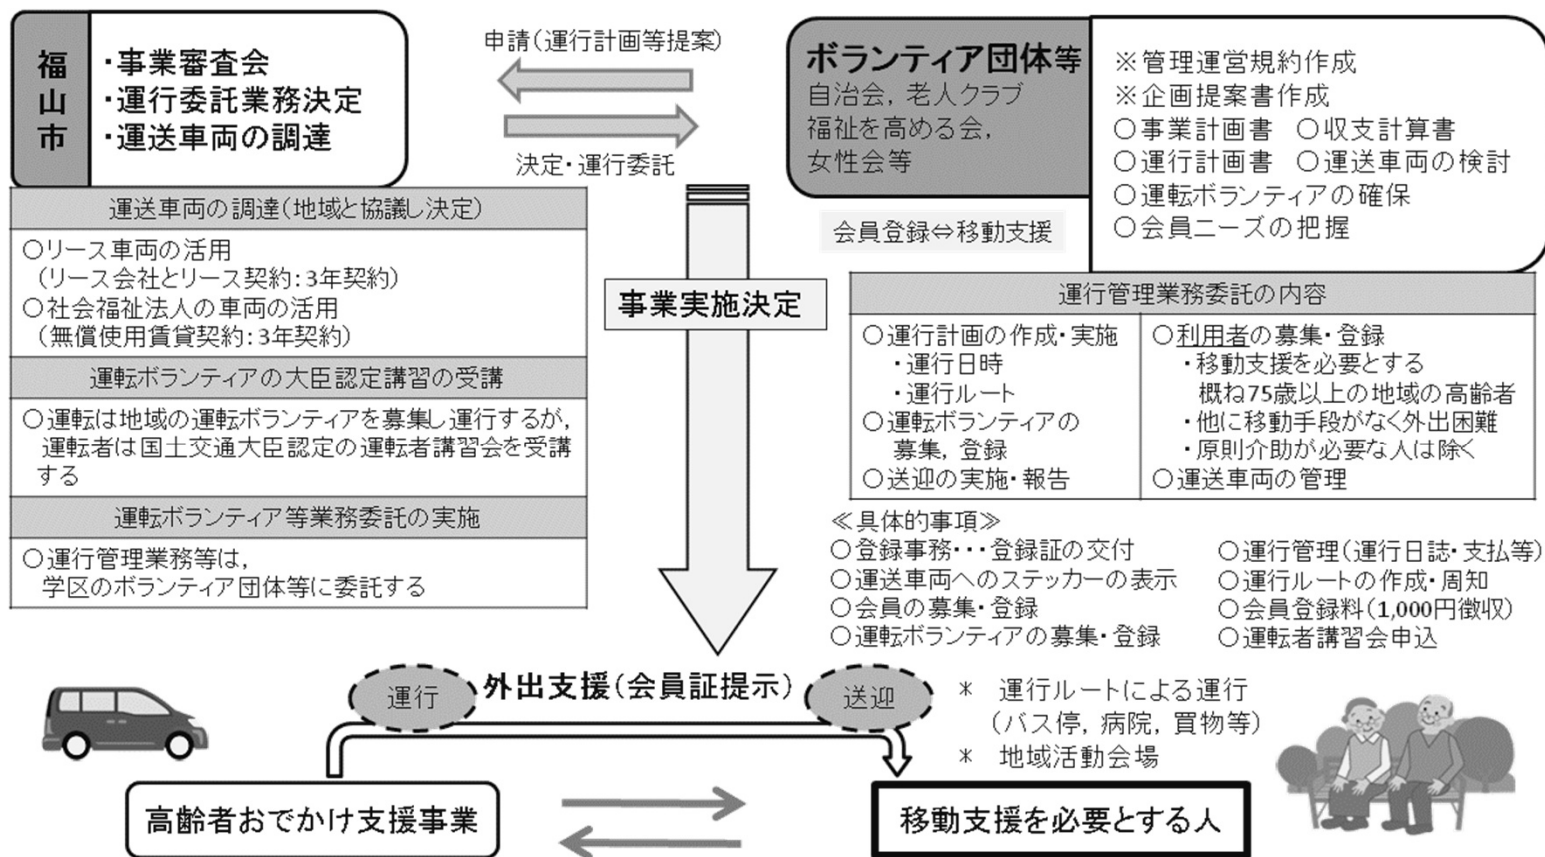 福山市
・事業審査会
・運行委託業務決定
・運送車両の調達
申請(運行計画等提案)
決定・運行委託
ボランティア団体等
自治会, 老人クラブ
福祉を高める会,
女性会等
※管理運営規約作成
※企画提案書作成
○事業計画書 ○収支計算書
○運行計画書 ○運送車両の検討
○運転ボランティアの確保
○会員ニーズの把握
会員登録⇔移動支援
運送車両の調達(地域と協議し決定)
○リース車両の活用
(リース会社とリース契約:3年契約)
○社会福祉法人の車両の活用
(無償使用賃貸契約:3年契約)
運転ボランティアの大臣認定講習の受講
○運転は地域の運転ボランティアを募集し運行するが,
運転者は国土交通大臣認定の運転者講習会を受講
する
運転ボランティア等業務委託の実施
○運行管理業務等は,
学区のボランティア団体等に委託する
事業実施決定
運行管理業務委託の内容
○運行計画の作成・実施
・運行日時
・運行ルート
○運転ボランティアの
募集, 登録
○送迎の実施・報告
○利用者の募集・登録
・移動支援を必要とする
概ね75歳以上の地域の高齢者
・他に移動手段がなく外出困難
・原則介助が必要な人は除く
○運送車両の管理
≪具体的事項≫
○登録事務・・・登録証の交付
○運送車両へのステッカーの表示
○会員の募集・登録
○運転ボランティアの募集・登録
○運行管理(運行日誌・支払等)
○運行ルートの作成・周知
○会員登録料(1,000円徴収)
○運転者講習会申込
運行
外出支援(会員証提示)
送迎
* 運行ルートによる運行
(バス停, 病院, 買物等)
* 地域活動会場
高齢者おでかけ支援事業
移動支援を必要とする人